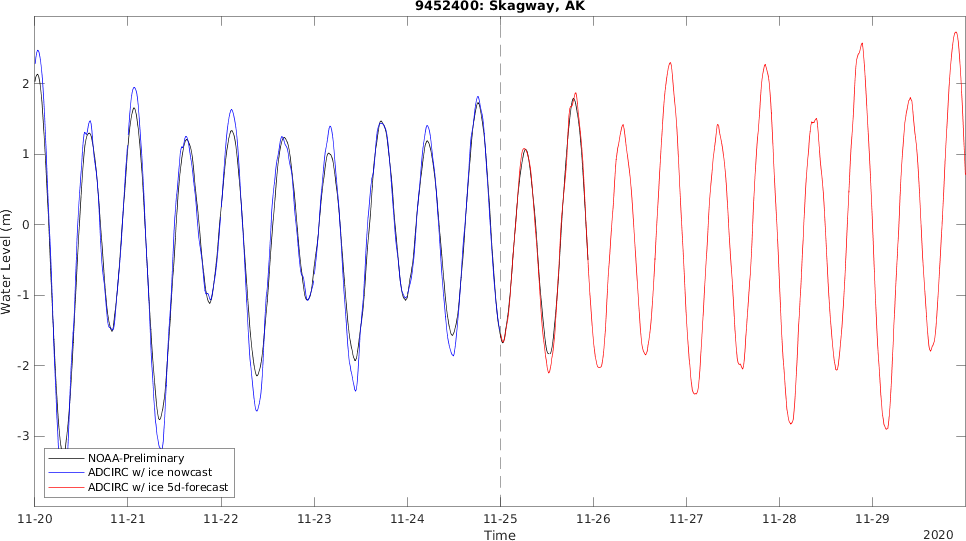 9452400: Skagway, AK
Water Level (m)
2
1
0
-1
-2
-3
NOAA-Preliminary
ADCIRC w/ ice nowcast
ADCIRC w/ ice 5d-forecast
11-20 11-21 11-22 11-23 11-24 11-25 11-26 11-27 11-28 11-29
Time
2020